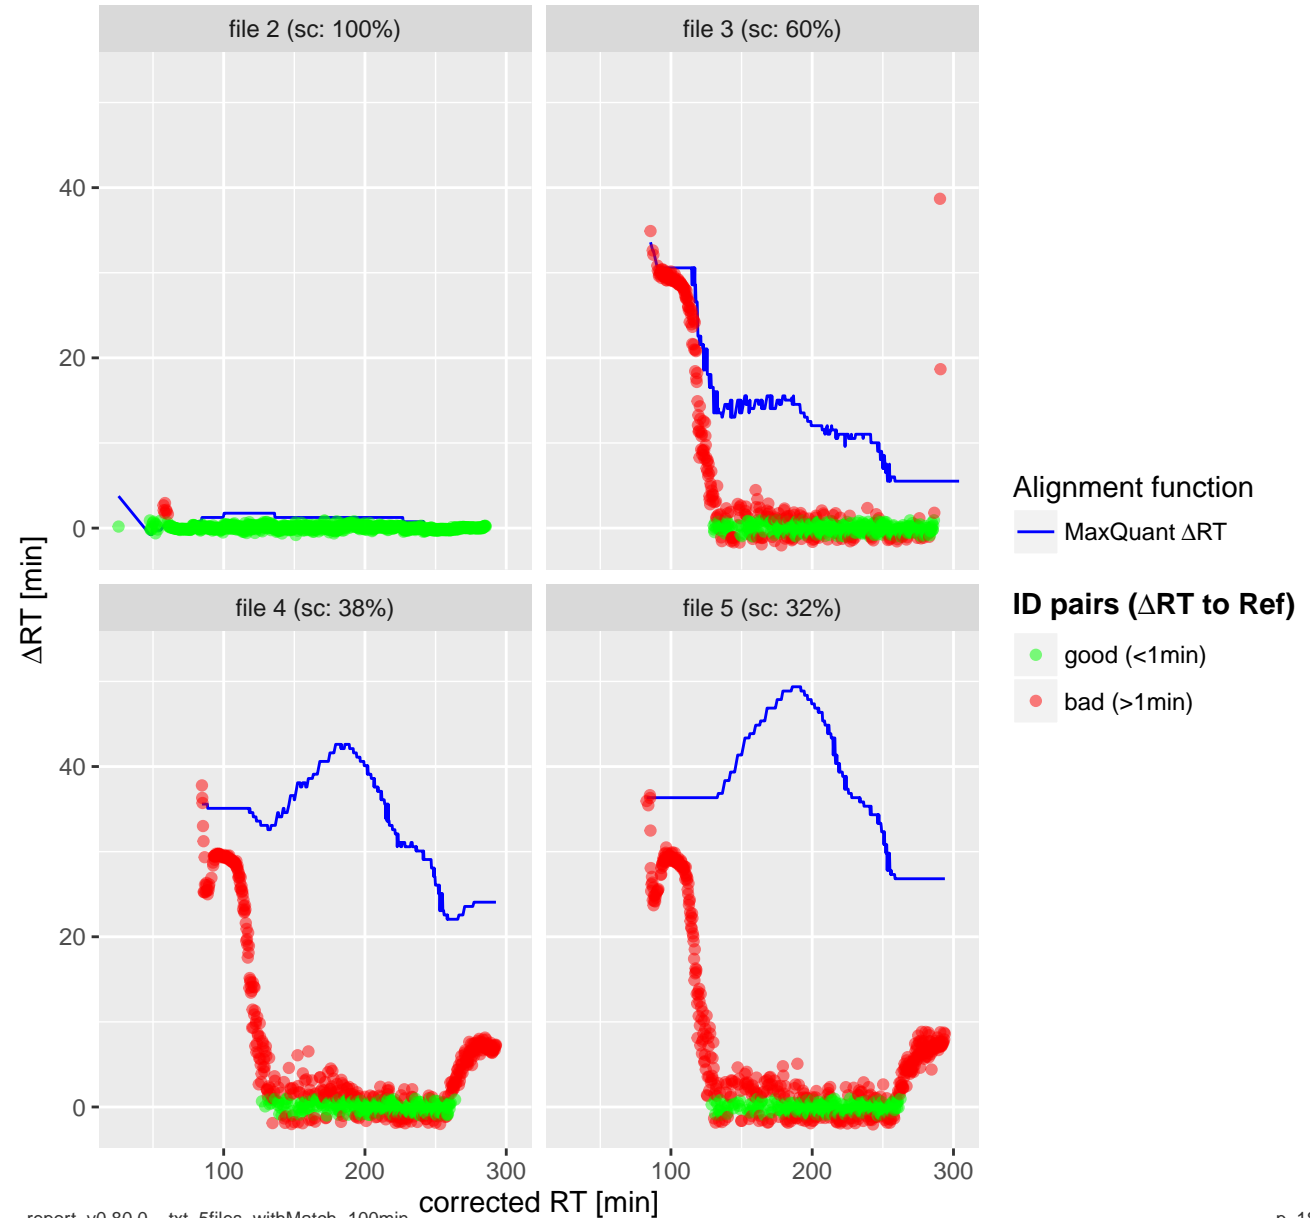 file 2 (sc: 100%)
file 3 (sc: 60%)
40
20
0
file 4 (sc: 38%)
file 5 (sc: 32%)
40
20
0
100
200
300
100
200
300
ΔRT [min]
corrected RT [min]
Alignment function
MaxQuant ΔRT
ID pairs (ΔRT to Ref)
good (<1min)
bad (>1min)